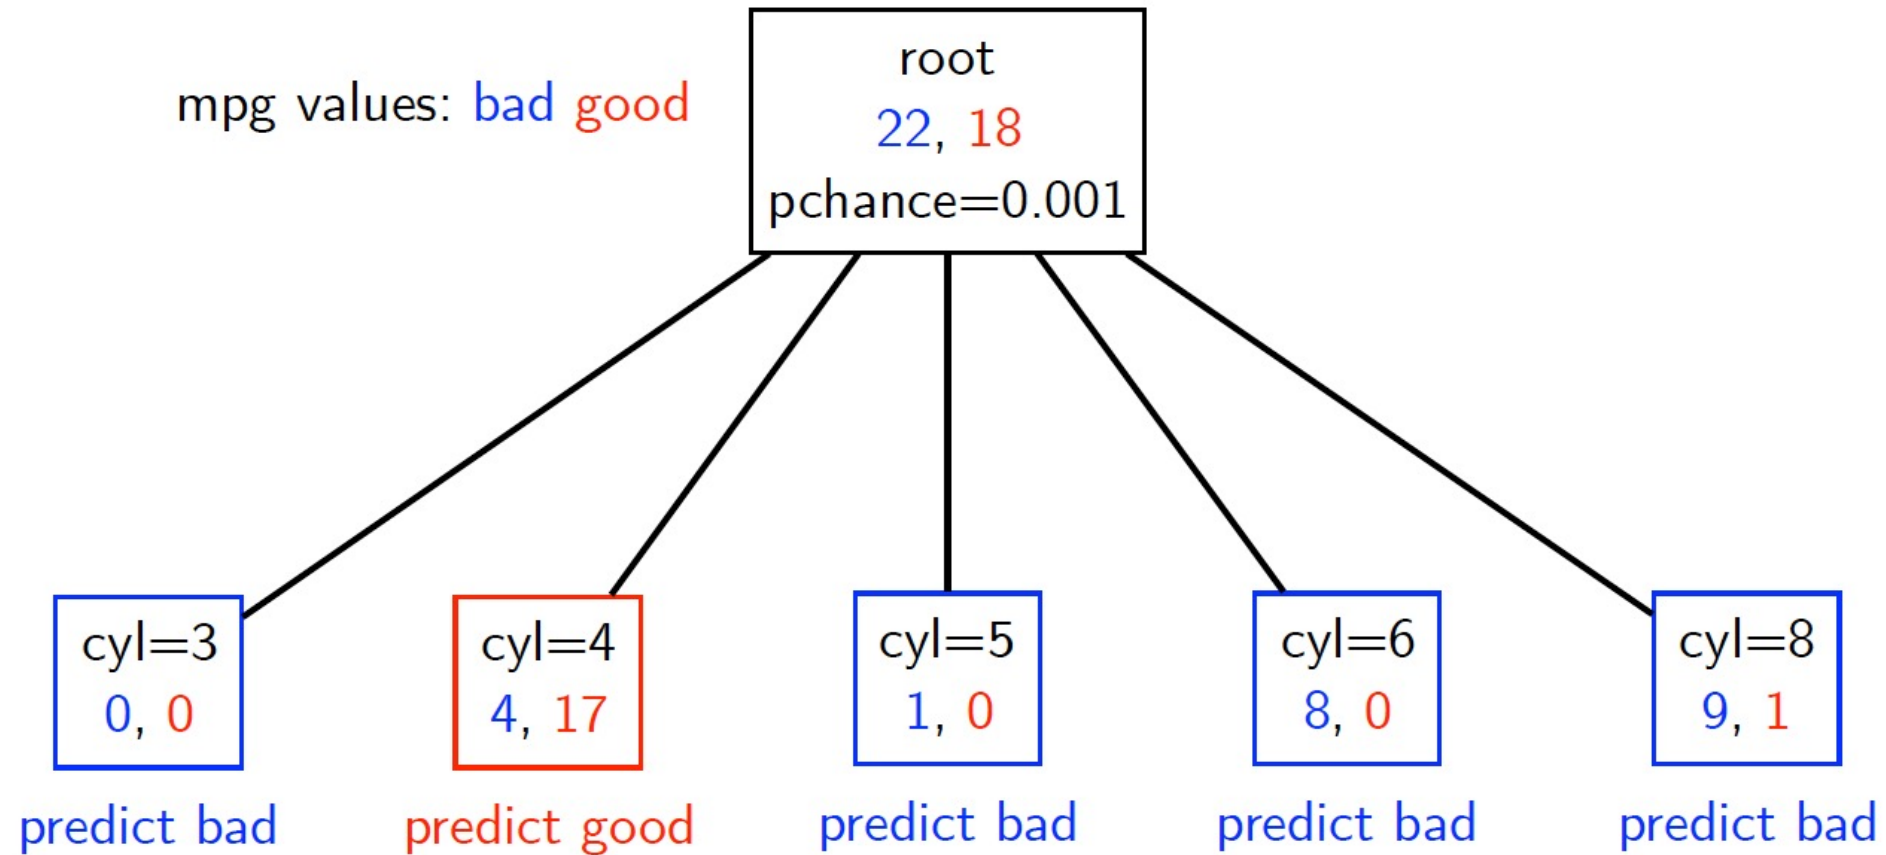 mpg values: bad good
root
22, 18
pchance=0.001
cyl=3
0, 0
predict bad
cyl=4
4, 17
predict good
cyl=5
1, 0
predict bad
cyl=6
8, 0
predict bad
cyl=8
9, 1
predict bad